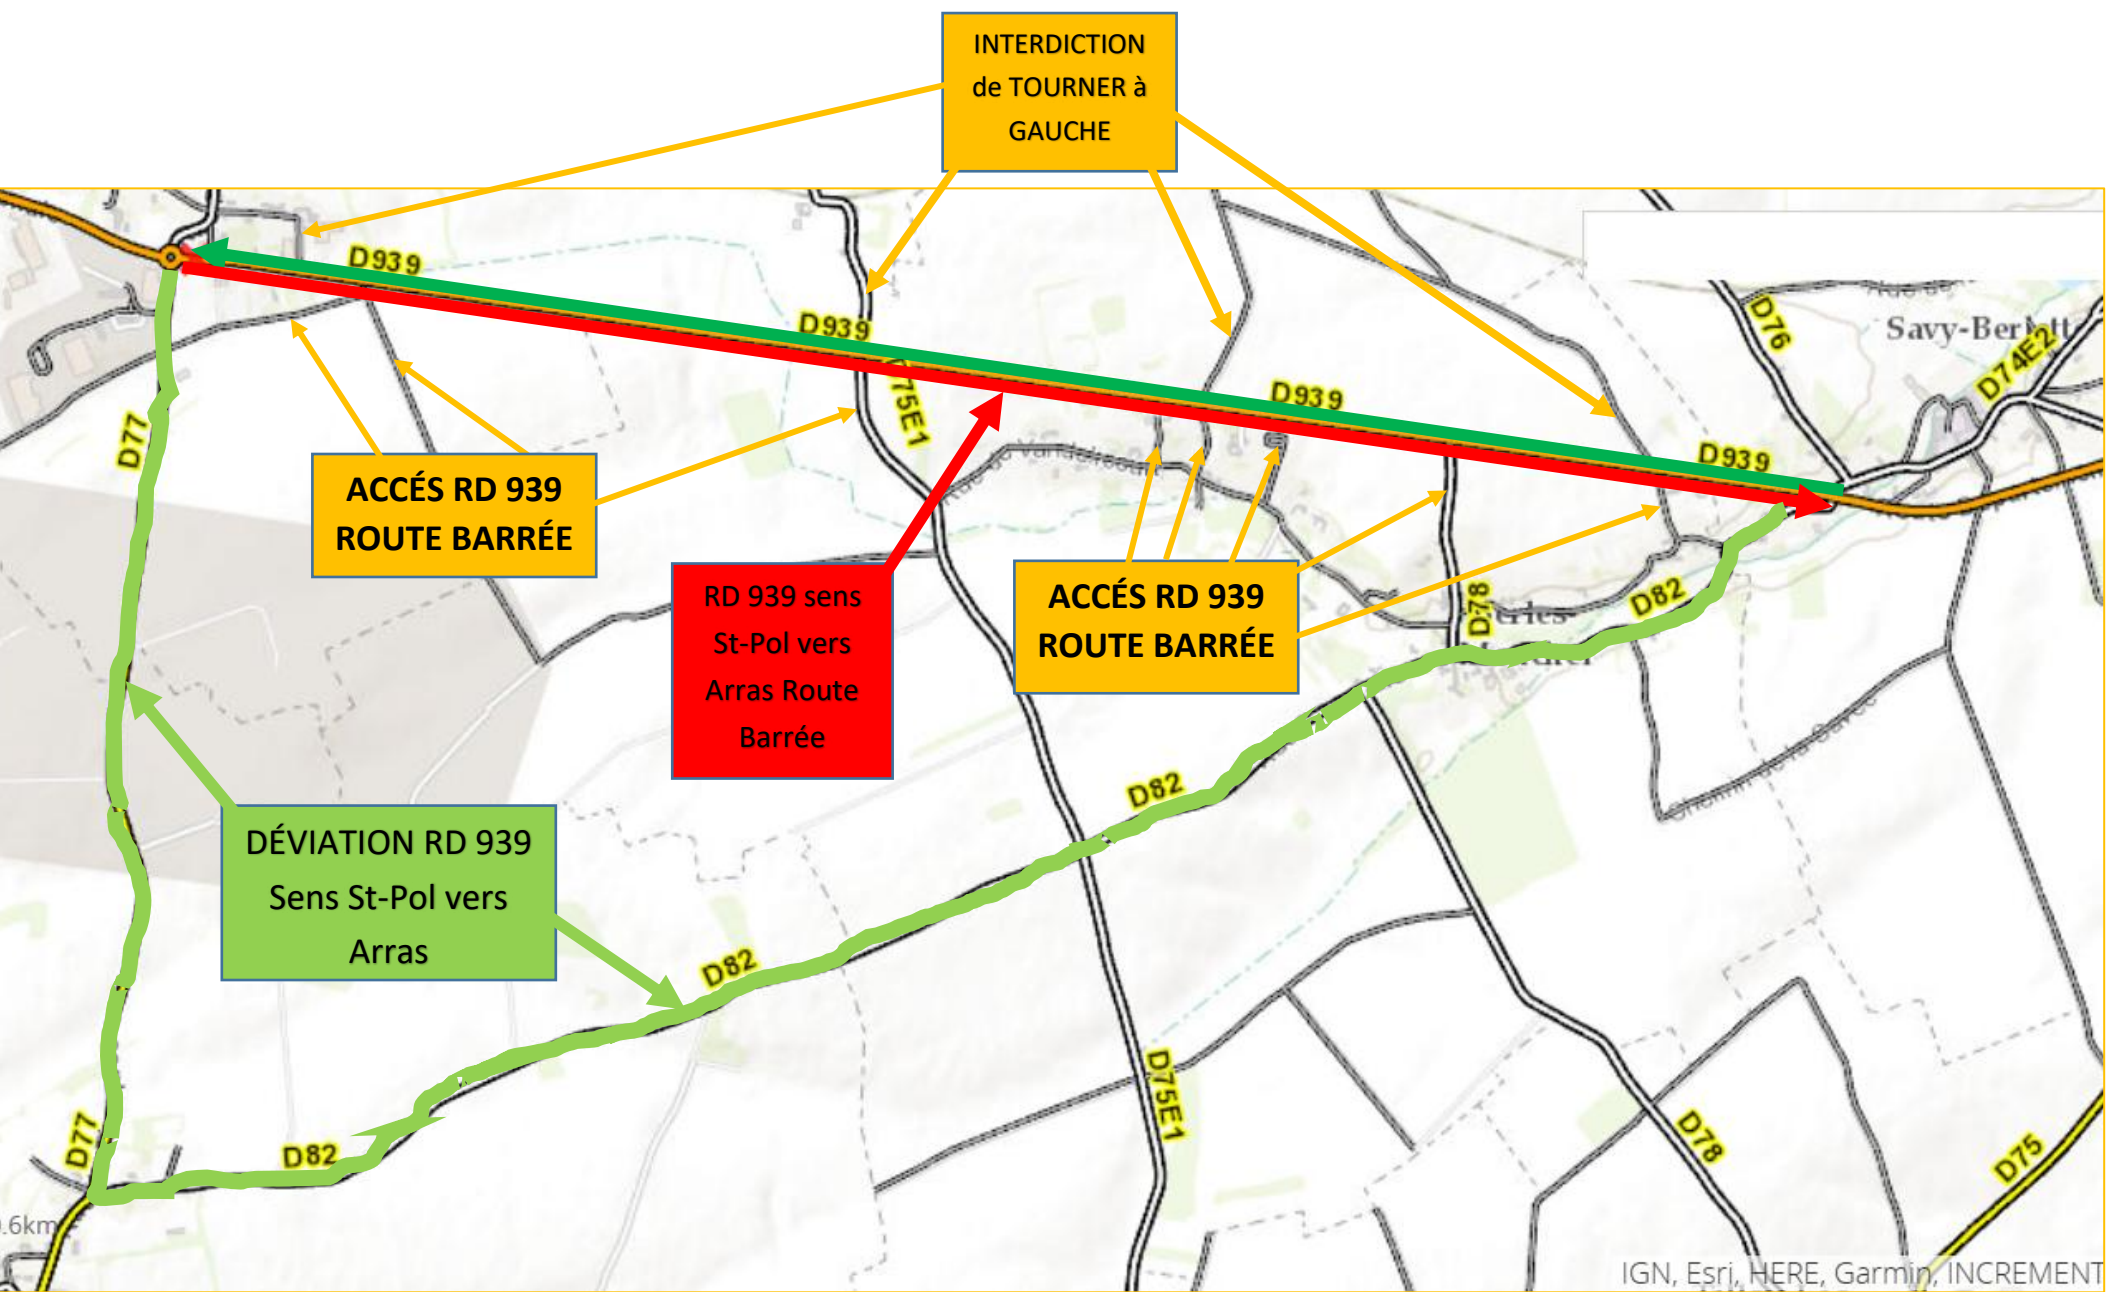 INTERDICTION
de TOURNER à
GAUCHE
D939
D939
D76
Savy-Berlett
D74E2
D939
D77
D939
ACCÉS RD 939
ROUTE BARRÉE
RD 939 sens
St-Pol vers
Arras Route
Barrée
ACCÉS RD 939
ROUTE BARRÉE
D78
D82
D82
DÉVIATION RD 939
Sens St-Pol vers
Arras
D82
D75E1
D77
D82
D78
D75
.6km
IGN, Esri, HERE, Garmin, INCREMENT